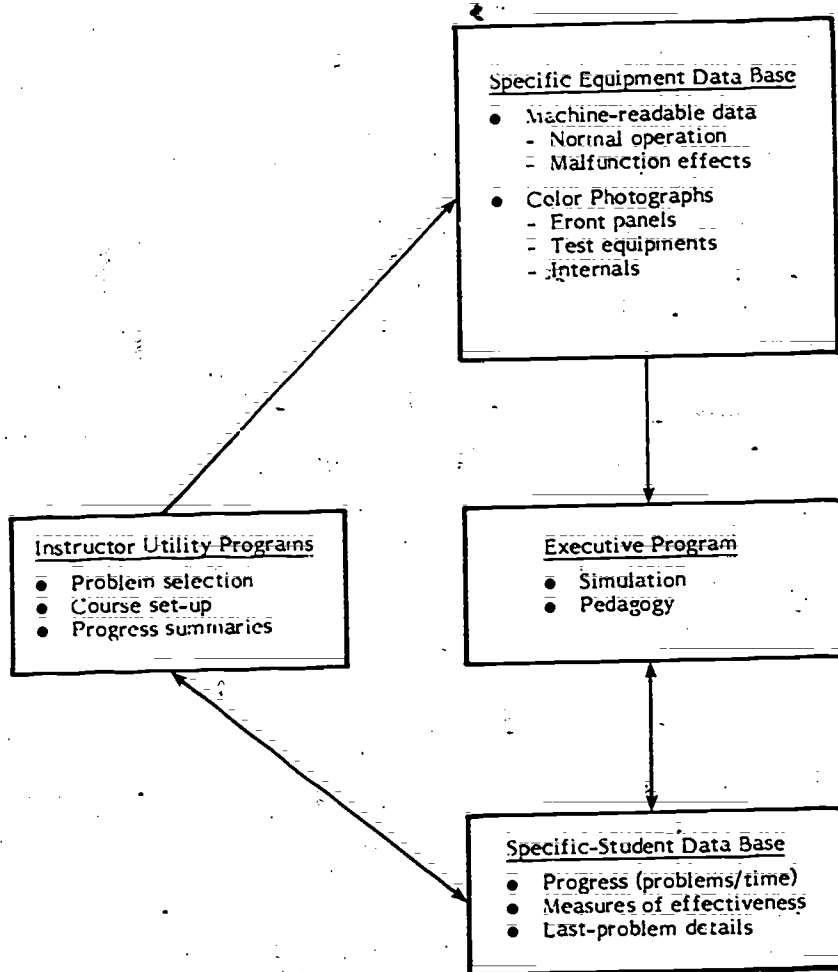 Specific Equipment Data Base
● Machine-readable data
- Normal operation
- Malfunction effects
● Color Photographs
- Front panels
- Test equipments
- Internals
Instructor Utility Programs
● Problem selection
● Course set-up
● Progress summaries
Executive Program
● Simulation
● Pedagogy
Specific-Student Data Base
● Progress (problems/time)
● Measures of effectiveness
● Last-problem details